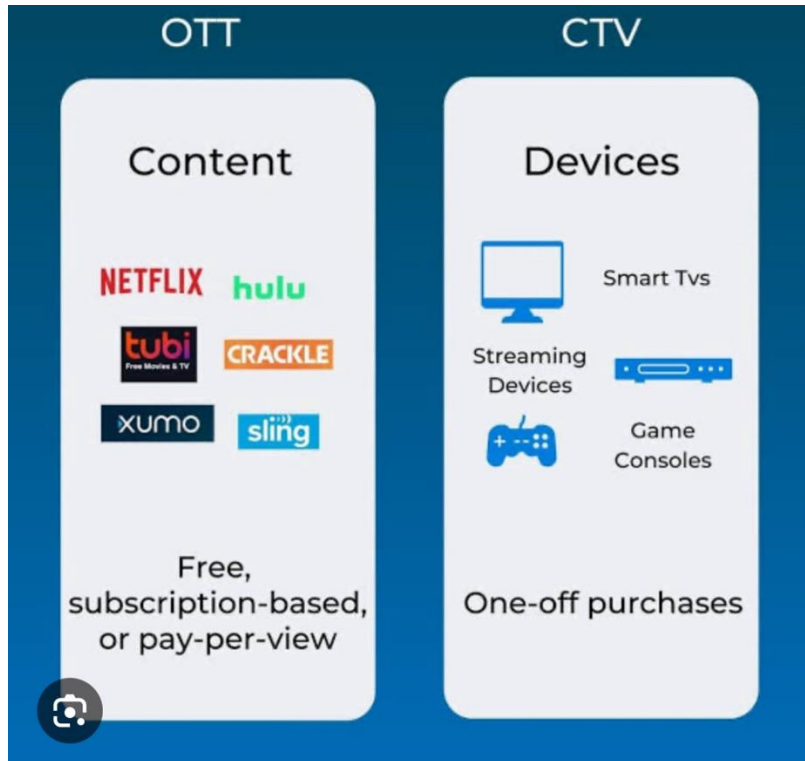 OTT
CTV
Content
NETFLIX
hulu
tubi
Free Movies & TV
CRACKLE
xumo
sling
Free,
subscription-based,
or pay-per-view
Devices
Smart Tvs
Streaming
Devices
Game
Consoles
One-off purchases